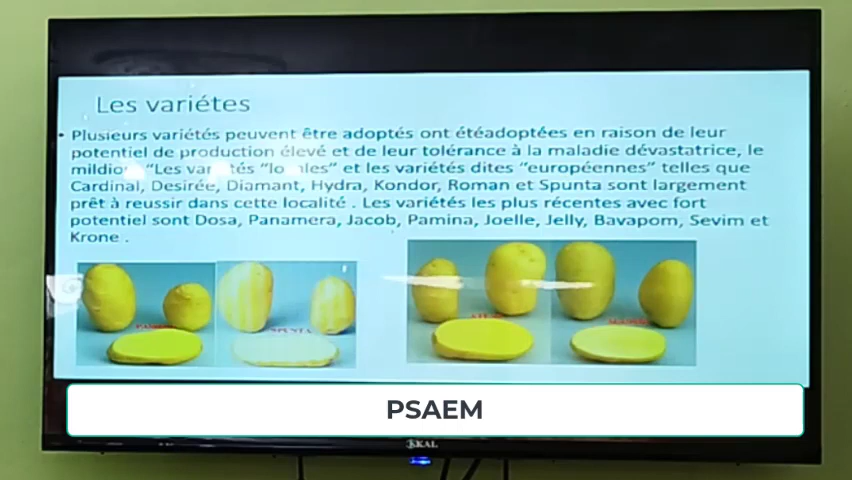 Les variétes
• Plusieurs variétés peuvent être adoptés ont étéadoptées en raison de leur
potentiel de production élevé et de leur tolérance à la maladie dévastatrice, le
"Les "et les variétés dites "européennes" telles que
Cardinal, Desirée, Diamant, Hydra, Kondor, Roman et Spunta sont largement
prêt à reussir dans cette localité . Les variétés les plus récentes avec fort
potentiel sont Dosa, Panamera, Jacob, Pamina, Joelle, Jelly, Bavapom, Sevim et
Krone .
SPUNTA
PSAEM